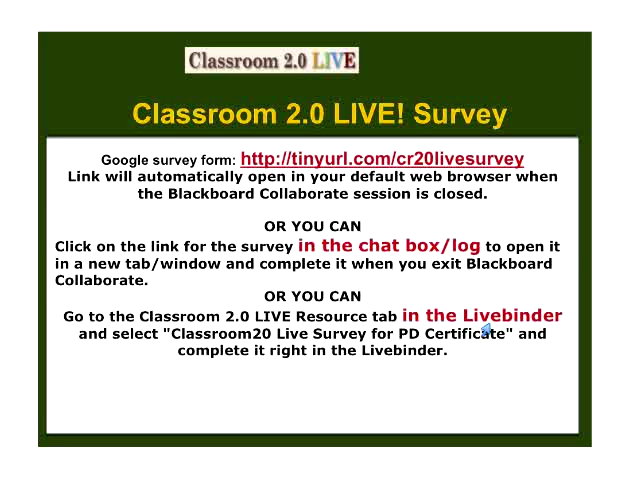 Classroom 2.0 LIVE
Classroom 2.0 LIVE! Survey
Google survey form: http://tinyurl.com/cr20livesurvey
Link will automatically open in your default web browser when
the Blackboard Collaborate session is closed.
OR YOU CAN
Click on the link for the survey in the chat box/log to open it
in a new tab/window and complete it when you exit Blackboard
Collaborate.
OR YOU CAN
Go to the Classroom 2.0 LIVE Resource tab in the Livebinder
and select "Classroom20 Live Survey for PD Certificate" and
complete it right in the Livebinder.